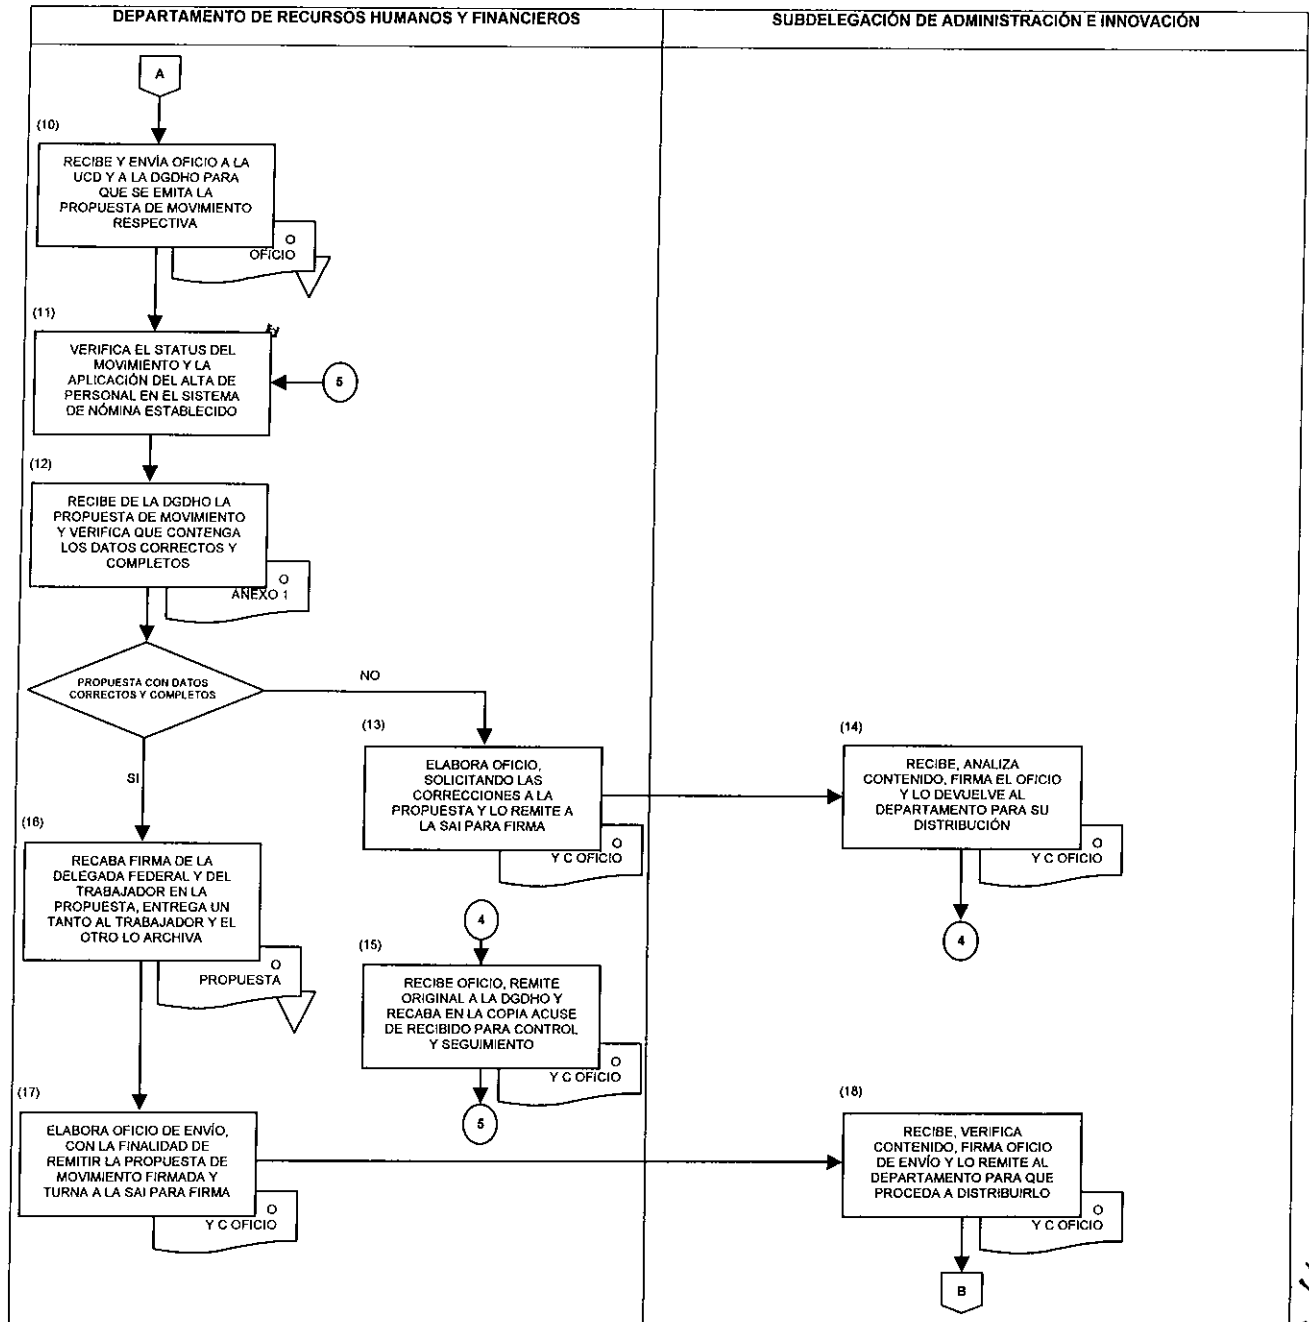 DEPARTAMENTO DE RECURSOS HUMANOS Y FINANCIEROS
SUBDELEGACIÓN DE ADMINISTRACIÓN E INNOVACIÓN
A
(10)
RECIBE Y ENVÍA OFICIO A LA
UCD Y A LA DGDHO PARA
QUE SE EMITA LA
PROPUESTA DE MOVIMIENTO
RESPECTIVA
O
OFICIO
(11)
VERIFICA EL STATUS DEL
MOVIMIENTO Y LA
APLICACIÓN DEL ALTA DE
PERSONAL EN EL SISTEMA
DE NÓMINA ESTABLECIDO
5
(12)
RECIBE DE LA DGDHO LA
PROPUESTA DE MOVIMIENTO
Y VERIFICA QUE CONTENGA
LOS DATOS CORRECTOS Y
COMPLETOS
O
ANEXO 1
PROPUESTA CON DATOS
CORRECTOS Y COMPLETOS
NO
SI
(13)
ELABORA OFICIO,
SOLICITANDO LAS
CORRECCIONES A LA
PROPUESTA Y LO REMITE A
LA SAI PARA FIRMA
O
Y C OFICIO
(14)
RECIBE, ANALIZA
CONTENIDO, FIRMA EL OFICIO
Y LO DEVUELVE AL
DEPARTAMENTO PARA SU
DISTRIBUCIÓN
O
Y C OFICIO
4
4
(15)
RECIBE OFICIO, REMITE
ORIGINAL A LA DGDHO Y
RECABA EN LA COPIA ACUSE
DE RECIBIDO PARA CONTROL
Y SEGUIMIENTO
O
Y C OFICIO
5
(16)
RECABA FIRMA DE LA
DELEGADA FEDERAL Y DEL
TRABAJADOR EN LA
PROPUESTA, ENTREGA UN
TANTO AL TRABAJADOR Y EL
OTRO LO ARCHIVA
O
PROPUESTA
(17)
ELABORA OFICIO DE ENVÍO,
CON LA FINALIDAD DE
REMITIR LA PROPUESTA DE
MOVIMIENTO FIRMADA Y
TURNA A LA SAI PARA FIRMA
O
Y C OFICIO
(18)
RECIBE, VERIFICA
CONTENIDO, FIRMA OFICIO
DE ENVÍO Y LO REMITE AL
DEPARTAMENTO PARA QUE
PROCEDA A DISTRIBUIRLO
O
Y C OFICIO
B